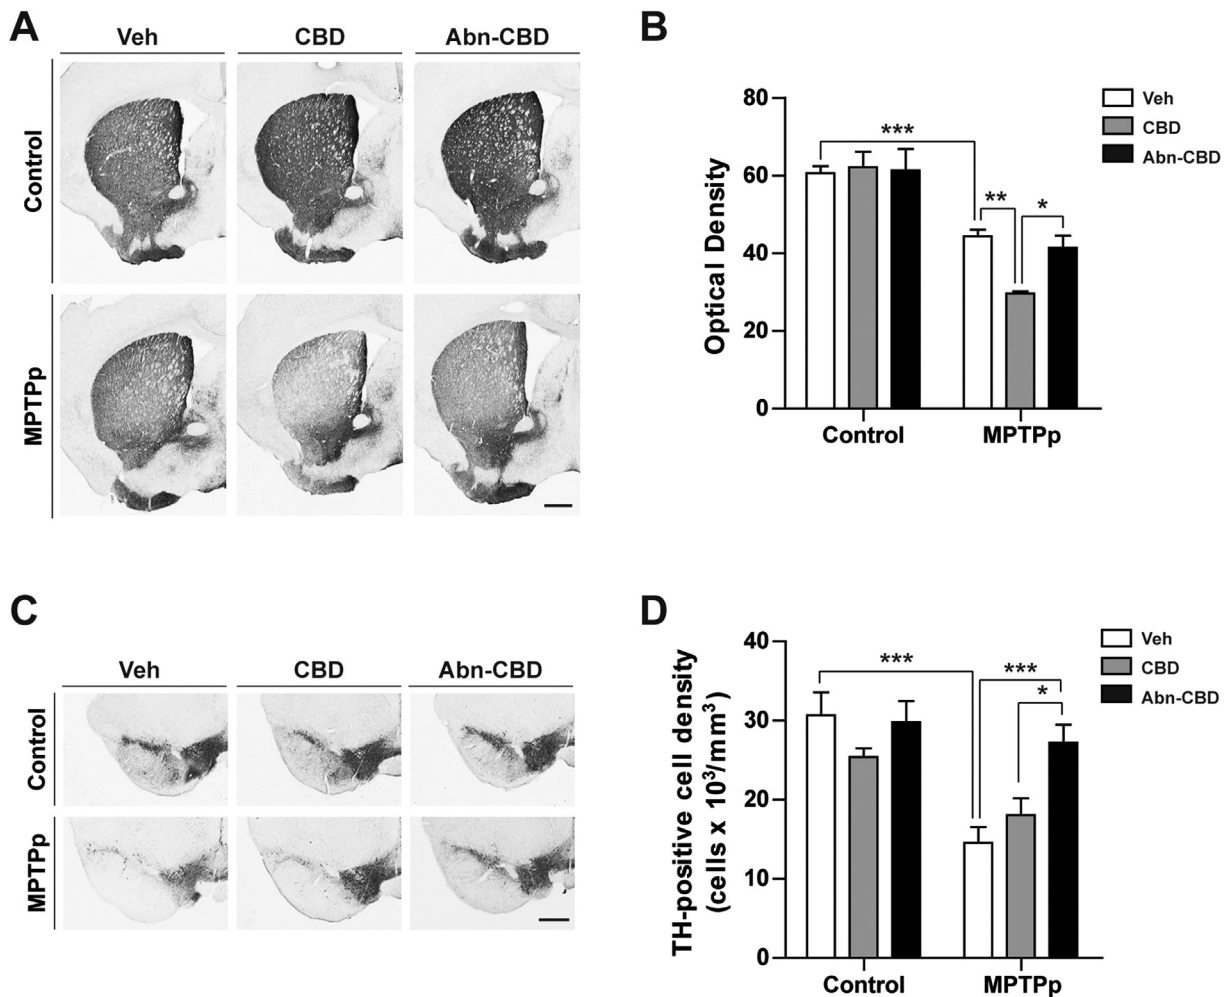 A
Veh CBD Abn-CBD
Control
MPTPp
B
Optical Density
80
60
40
20
0
***
**
*
Control MPTPp
Veh
CBD
Abn-CBD
C
Veh CBD Abn-CBD
Control
MPTPp
D
TH-positive cell density
(cells x 10³/mm³)
40
30
20
10
0
***
***
*
Control MPTPp
Veh
CBD
Abn-CBD